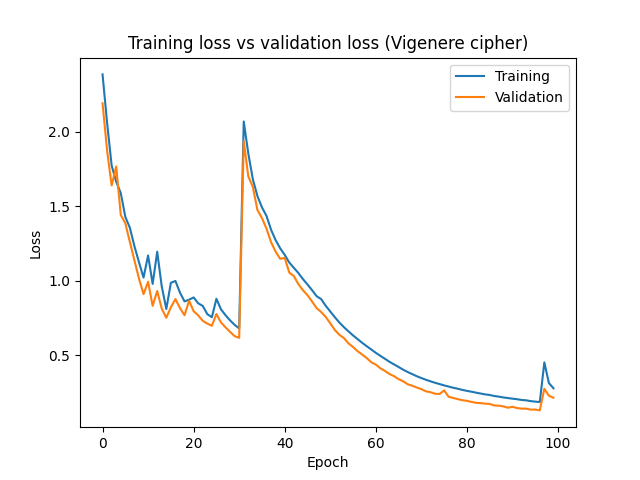 Training loss vs validation loss (Vigenere cipher)
Training
Validation
2.0
1.5
1.0
0.5
Loss
0
20
40
60
80
100
Epoch